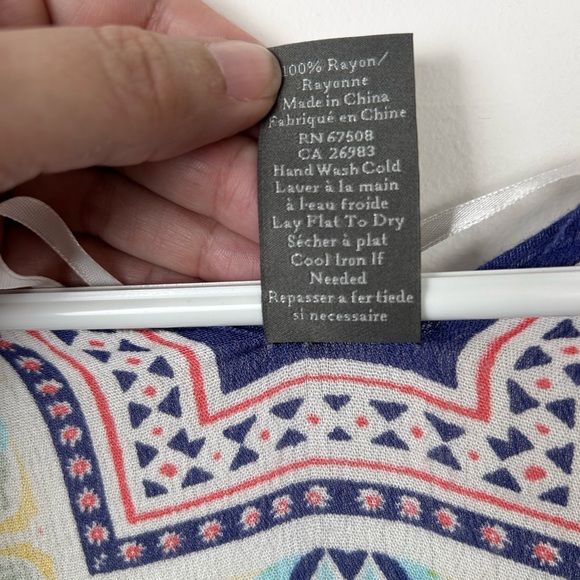 100% Rayon/
Rayonne
Made in China
Fabriqué en Chine
RN 67508
CA 26983
Hand Wash Cold
Laver à la main
à l'eau froide
Lay Flat To Dry
Sécher à plat
Cool Iron If
Needed
Repasser a fer tiede
si necessaire